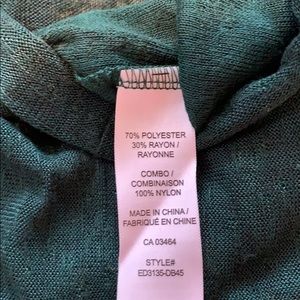 70% POLYESTER
30% RAYON /
RAYONNE
COMBO /
COMBINAISON
100% NYLON
MADE IN CHINA /
FABRIQUÉ EN CHINE
CA 03464
STYLE#
ED3135-DB45